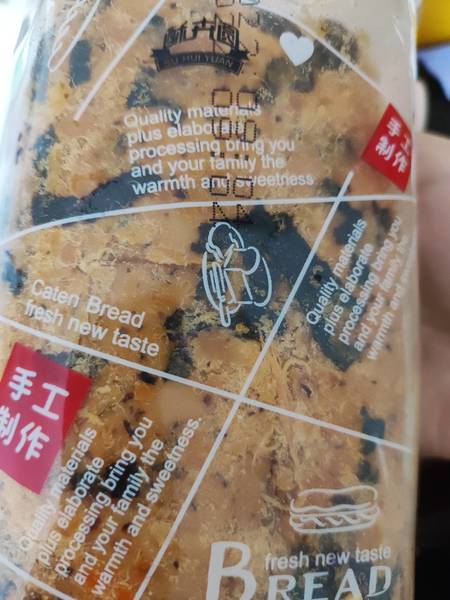 SU HUI YUAN
Quality materials
plus elaborate
processing bring you
and your family the
warmth and sweetness
手工
制作
Quality materials
plus elaborate
processing bring you
and your family the
warmth and
Caten Bread
fresh new taste
手工
制作
Quality materials
plus elaborate
processing bring you
and your family the
warmth and sweetness.
fresh new taste
BREAD